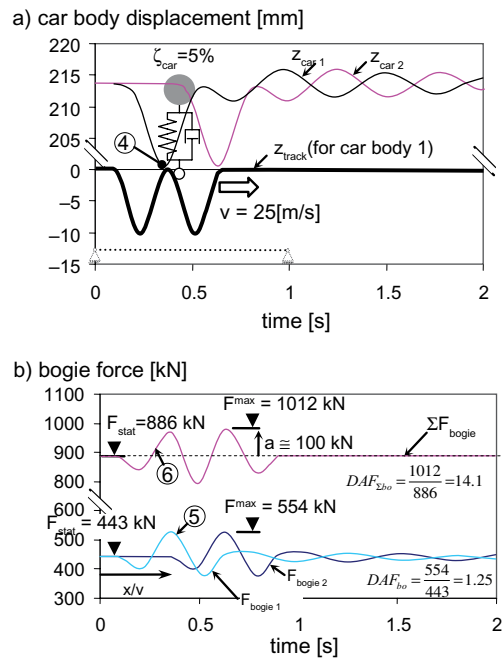 a) car body displacement [mm]
220
215
210
205
0
−5
−10
−15
ζcar=5%
zcar 1
zcar 2
④
ztrack(for car body 1)
v = 25[m/s]
0
0.5
1
1.5
2
time [s]
b) bogie force [kN]
1100
1000
900
800
600
500
400
300
Fstat=886 kN
Fmax = 1012 kN
a ≅ 100 kN
ΣFbogie
⑥
DAFΣbo=1012/886=14.1
Fstat = 443 kN
⑤
Fmax = 554 kN
Fbogie 1
Fbogie 2
DAFbo=554/443=1.25
x/v
0
0.5
1
1.5
2
time [s]